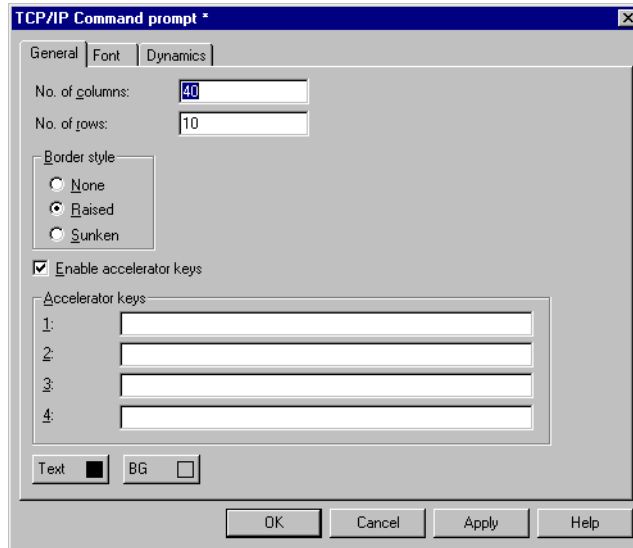 TCP/IP Command prompt *
General Font Dynamics
No. of columns: 40
No. of rows: 10
Border style
None
Raised
Sunken
Enable accelerator keys
Accelerator keys
1:
2:
3:
4:
Text BG
OK Cancel Apply Help